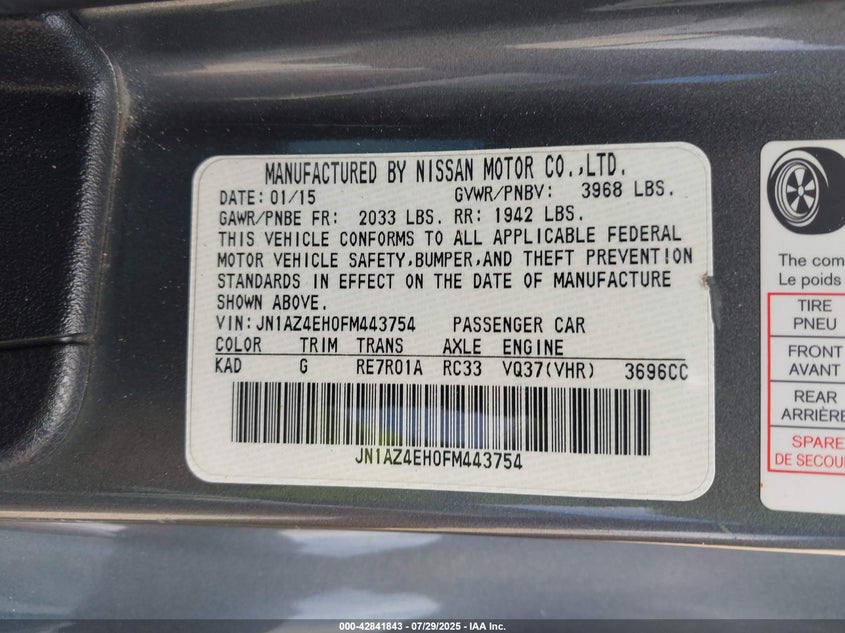 MANUFACTURED BY NISSAN MOTOR CO.,LTD.
DATE: 01/15 GVWR/PNBV: 3968 LBS.
GAWR/PNBE FR: 2033 LBS. RR: 1942 LBS.
THIS VEHICLE CONFORMS TO ALL APPLICABLE FEDERAL
MOTOR VEHICLE SAFETY,BUMPER,AND THEFT PREVENTION
STANDARDS IN EFFECT ON THE DATE OF MANUFACTURE
SHOWN ABOVE.
VIN:JN1AZ4EH0FM443754 PASSENGER CAR
COLOR TRIM TRANS AXLE ENGINE
KAD G RE7R01A RC33 VQ37(VHR) 3696CC
JN1AZ4EH0FM443754
The com
Le poids
TIRE
PNEU
FRONT
AVANT
REAR
ARRIÈRE
SPARE
DE SECOU
000-42841843 / 07/29/2025 - IAA Inc.